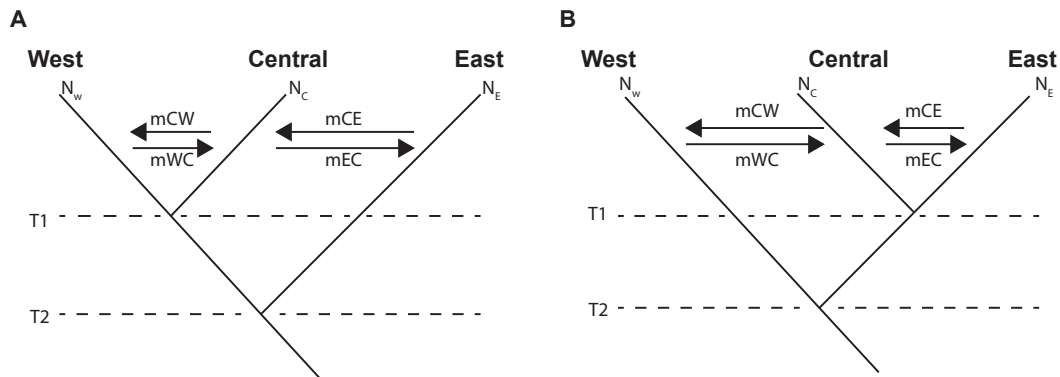 A
West Central East
N_w N_C N_E
mCW mCE
mWC mEC
T1
T2
B
West Central East
N_w N_C N_E
mCW mCE
mWC mEC
T1
T2